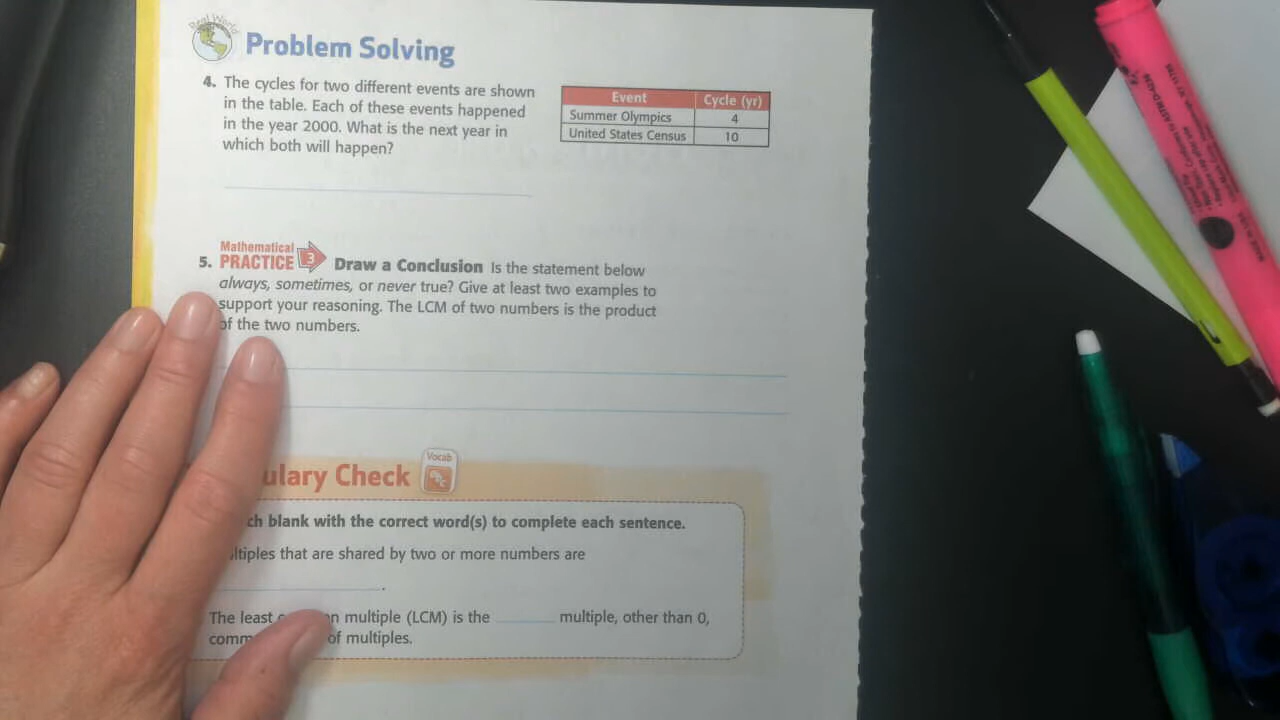 Real World
Problem Solving
4. The cycles for two different events are shown
in the table. Each of these events happened
in the year 2000. What is the next year in
which both will happen?
Event Cycle (yr)
Summer Olympics 4
United States Census 10
Mathematical
5. PRACTICE 3 Draw a Conclusion Is the statement below
always, sometimes, or never true? Give at least two examples to
support your reasoning. The LCM of two numbers is the product
of the two numbers.
Vocab
ulary Check
ch blank with the correct word(s) to complete each sentence.
ltiples that are shared by two or more numbers are
.
The least n multiple (LCM) is the multiple, other than 0,
comm of multiples.